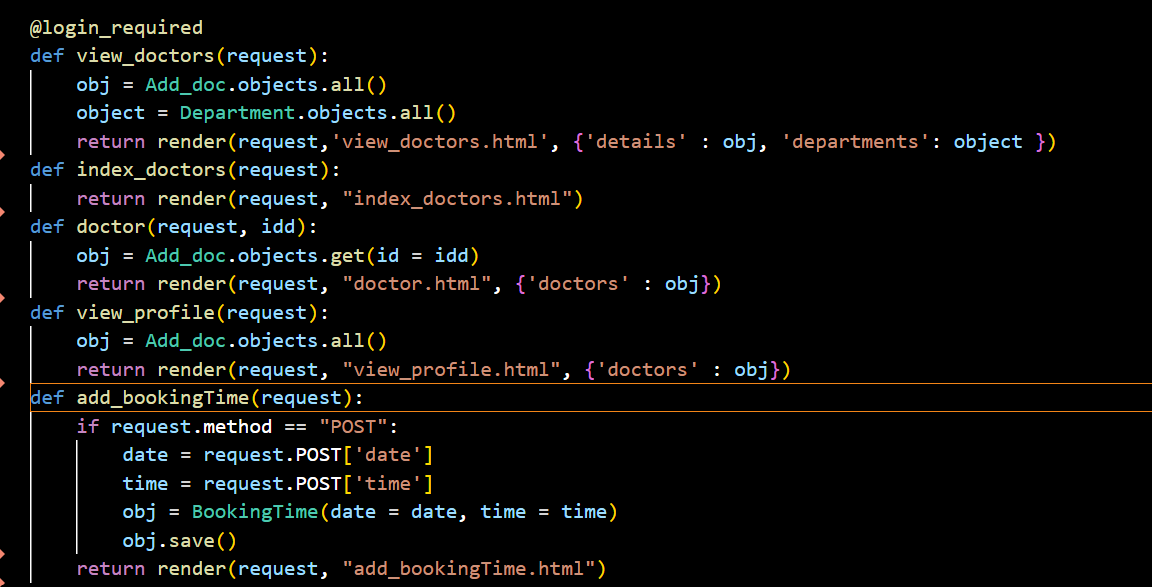 @login_required
def view_doctors(request):
    obj = Add_doc.objects.all()
    object = Department.objects.all()
    return render(request,'view_doctors.html', {'details' : obj, 'departments': object })
def index_doctors(request):
    return render(request, "index_doctors.html")
def doctor(request, idd):
    obj = Add_doc.objects.get(id = idd)
    return render(request, "doctor.html", {'doctors' : obj})
def view_profile(request):
    obj = Add_doc.objects.all()
    return render(request, "view_profile.html", {'doctors' : obj})
def add_bookingTime(request):
    if request.method == "POST":
        date = request.POST['date']
        time = request.POST['time']
        obj = BookingTime(date = date, time = time)
        obj.save()
    return render(request, "add_bookingTime.html")